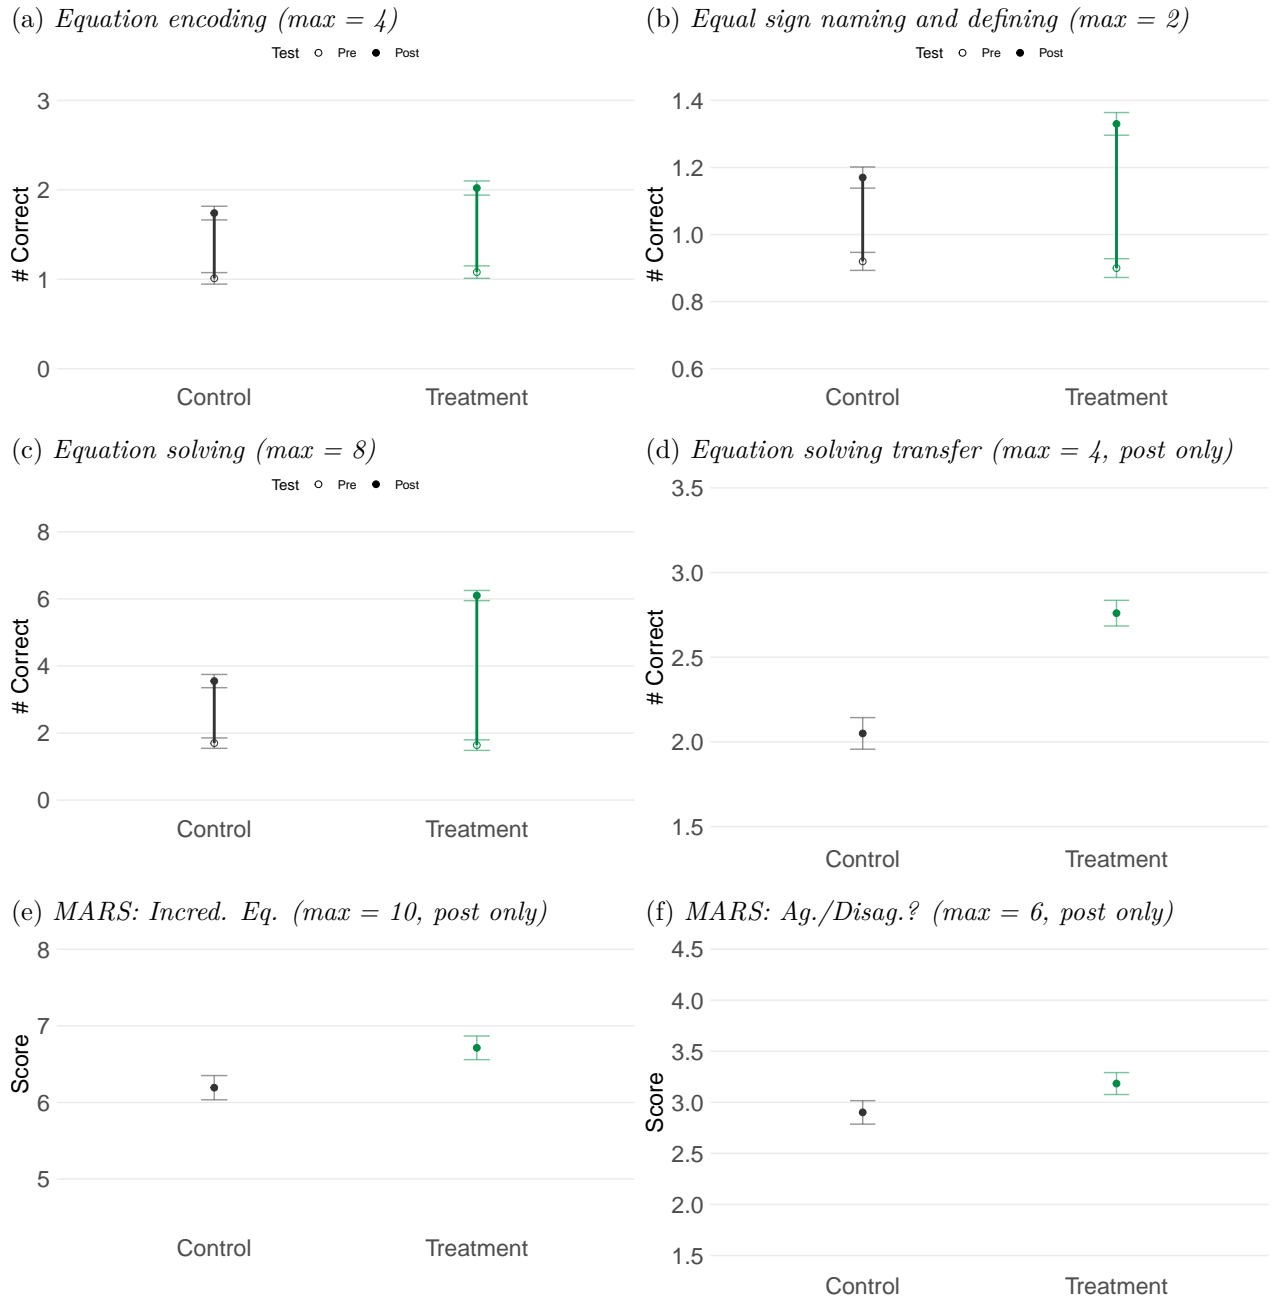 (a) Equation encoding (max = 4)
Test Pre Post
3
2
1
0
# Correct
Control Treatment
(b) Equal sign naming and defining (max = 2)
Test Pre Post
1.4
1.2
1.0
0.8
0.6
# Correct
Control Treatment
(c) Equation solving (max = 8)
Test Pre Post
8
6
4
2
0
# Correct
Control Treatment
(d) Equation solving transfer (max = 4, post only)
3.5
3.0
2.5
2.0
1.5
# Correct
Control Treatment
(e) MARS: Incred. Eq. (max = 10, post only)
8
7
6
5
Score
Control Treatment
(f) MARS: Ag./Disag.? (max = 6, post only)
4.5
4.0
3.5
3.0
2.5
2.0
1.5
Score
Control Treatment